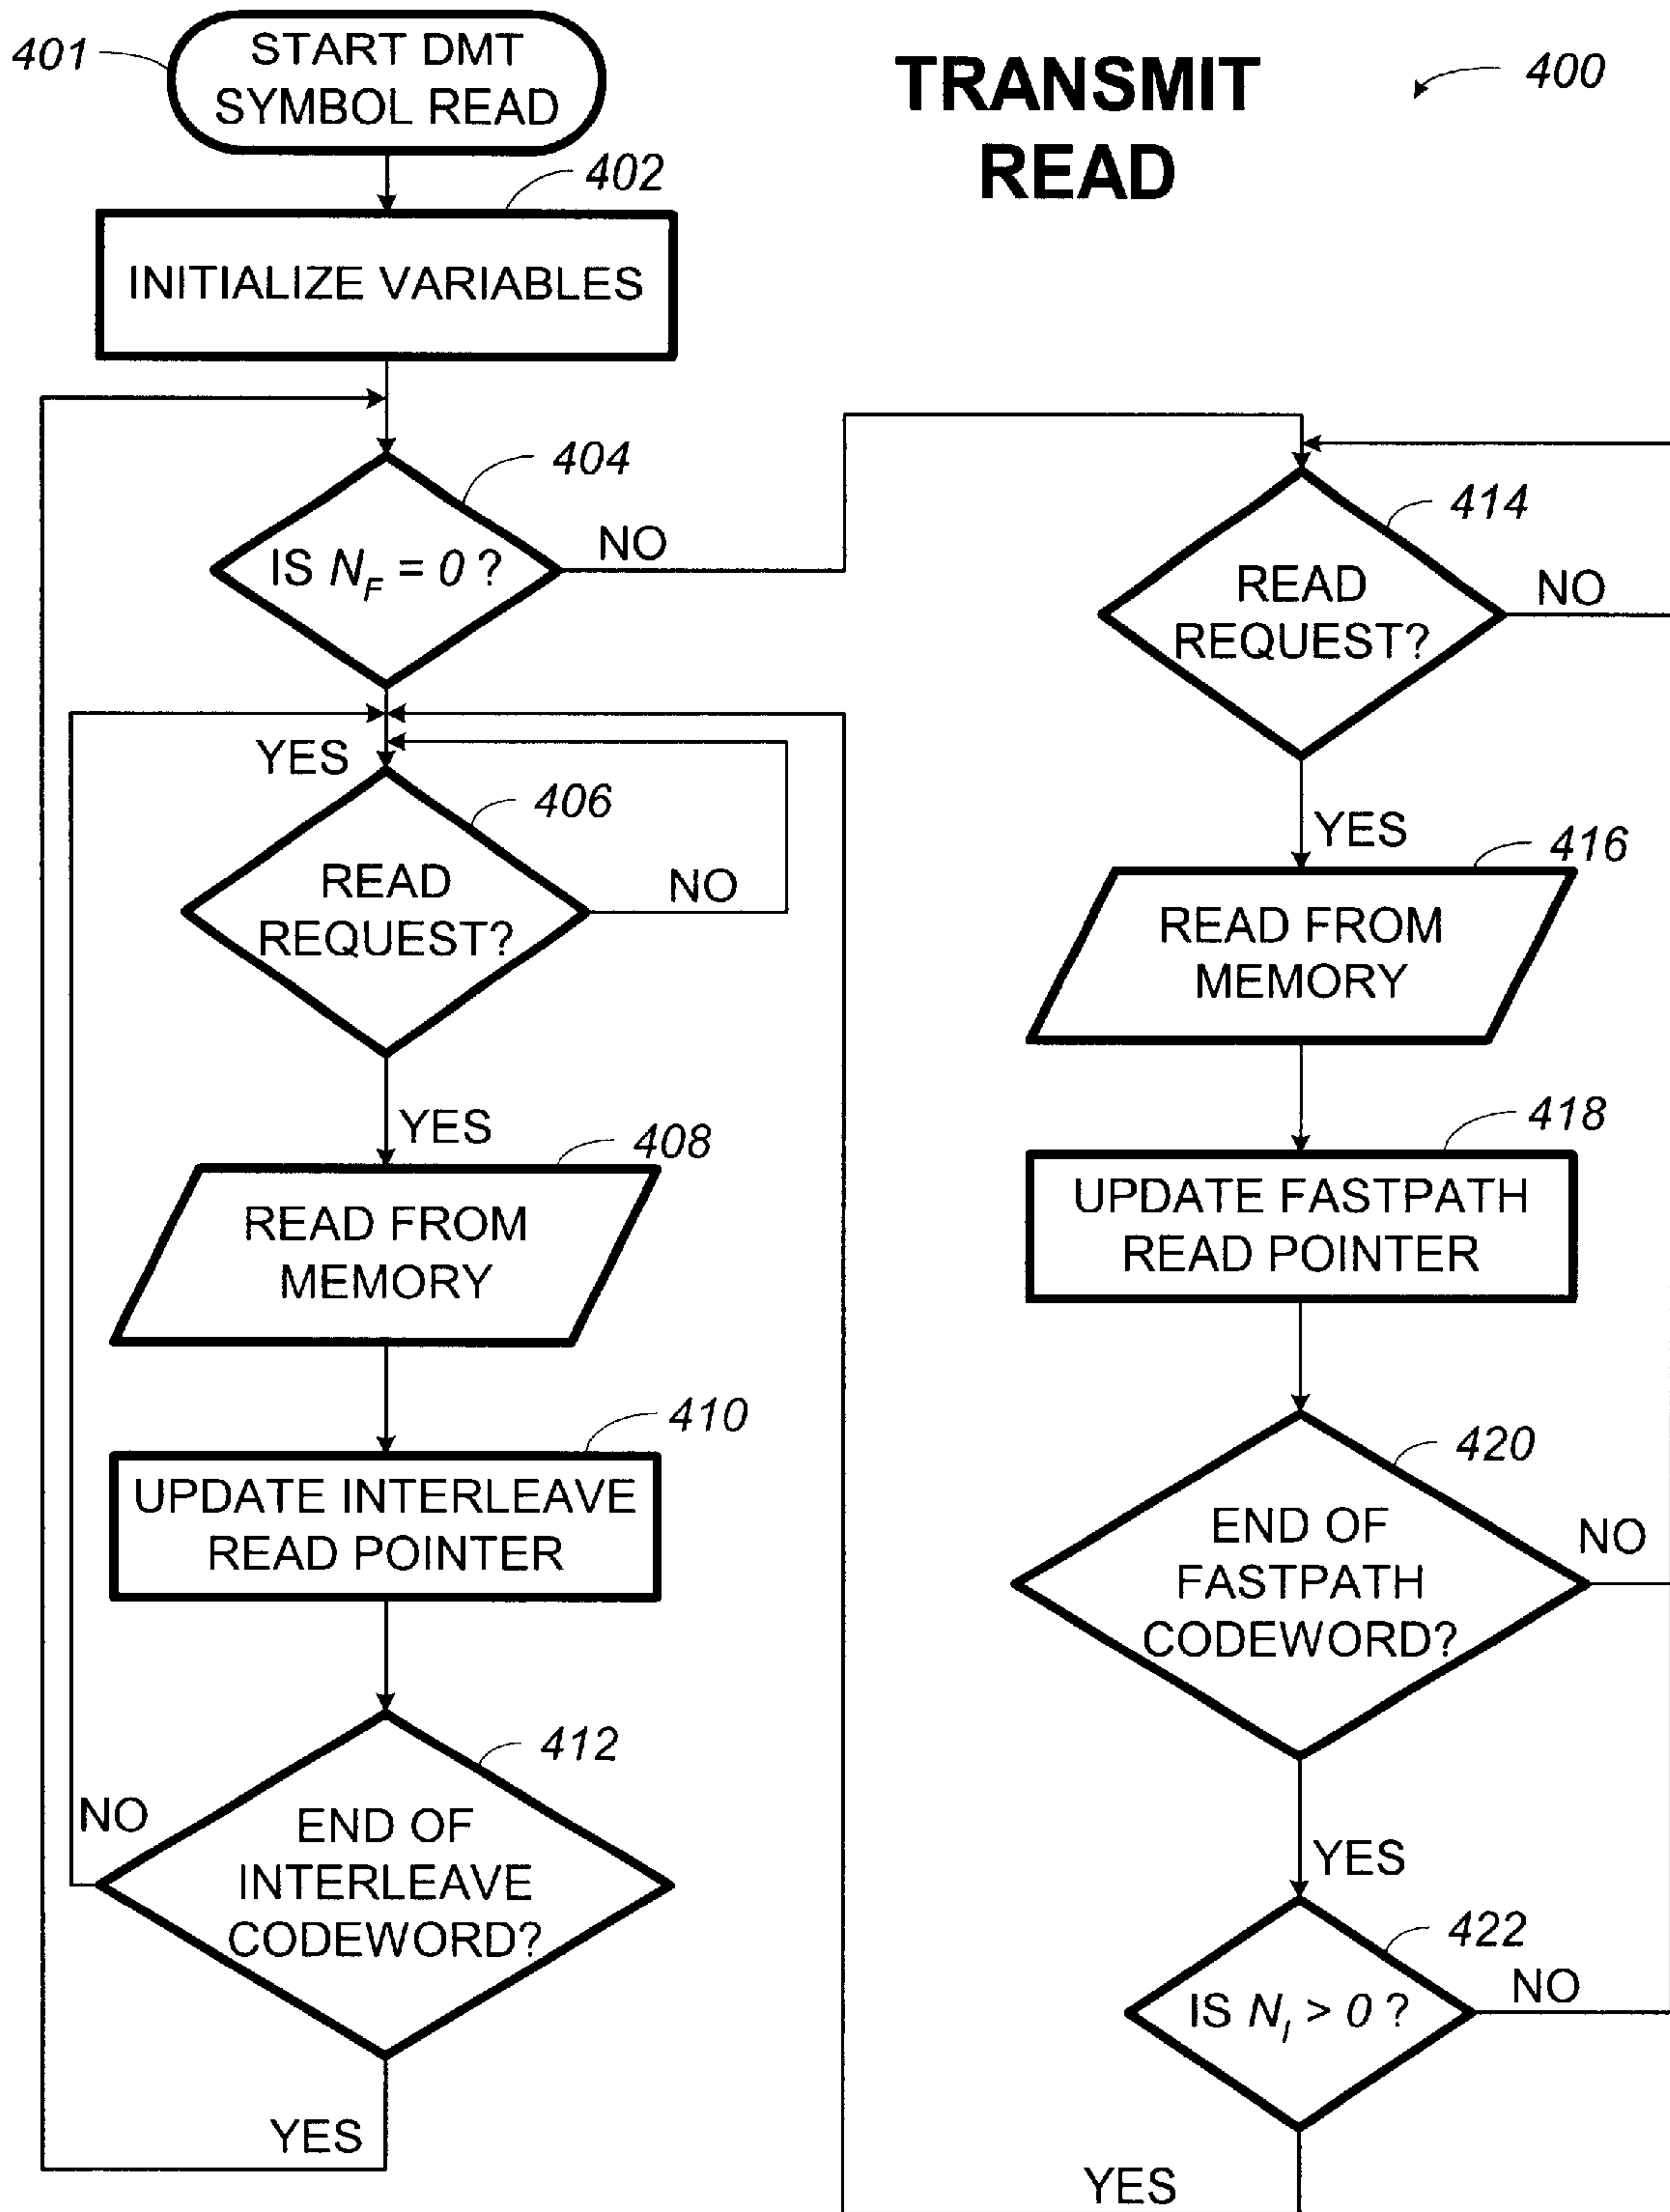 401
START DMT
SYMBOL READ
TRANSMIT
READ
400
402
INITIALIZE VARIABLES
404
IS N_F = 0 ?
NO
YES
406
READ
REQUEST?
NO
YES
408
READ FROM
MEMORY
410
UPDATE INTERLEAVE
READ POINTER
412
END OF
INTERLEAVE
CODEWORD?
NO
YES
414
READ
REQUEST?
NO
YES
416
READ FROM
MEMORY
418
UPDATE FASTPATH
READ POINTER
420
END OF
FASTPATH
CODEWORD?
NO
YES
422
IS N_I > 0 ?
NO
YES